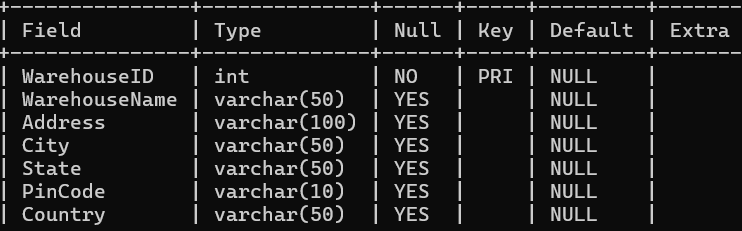 | Field | Type | Null | Key | Default | Extra
| WarehouseID | int | NO | PRI | NULL |
| WarehouseName | varchar(50) | YES | | NULL |
| Address | varchar(100) | YES | | NULL |
| City | varchar(50) | YES | | NULL |
| State | varchar(50) | YES | | NULL |
| PinCode | varchar(10) | YES | | NULL |
| Country | varchar(50) | YES | | NULL |